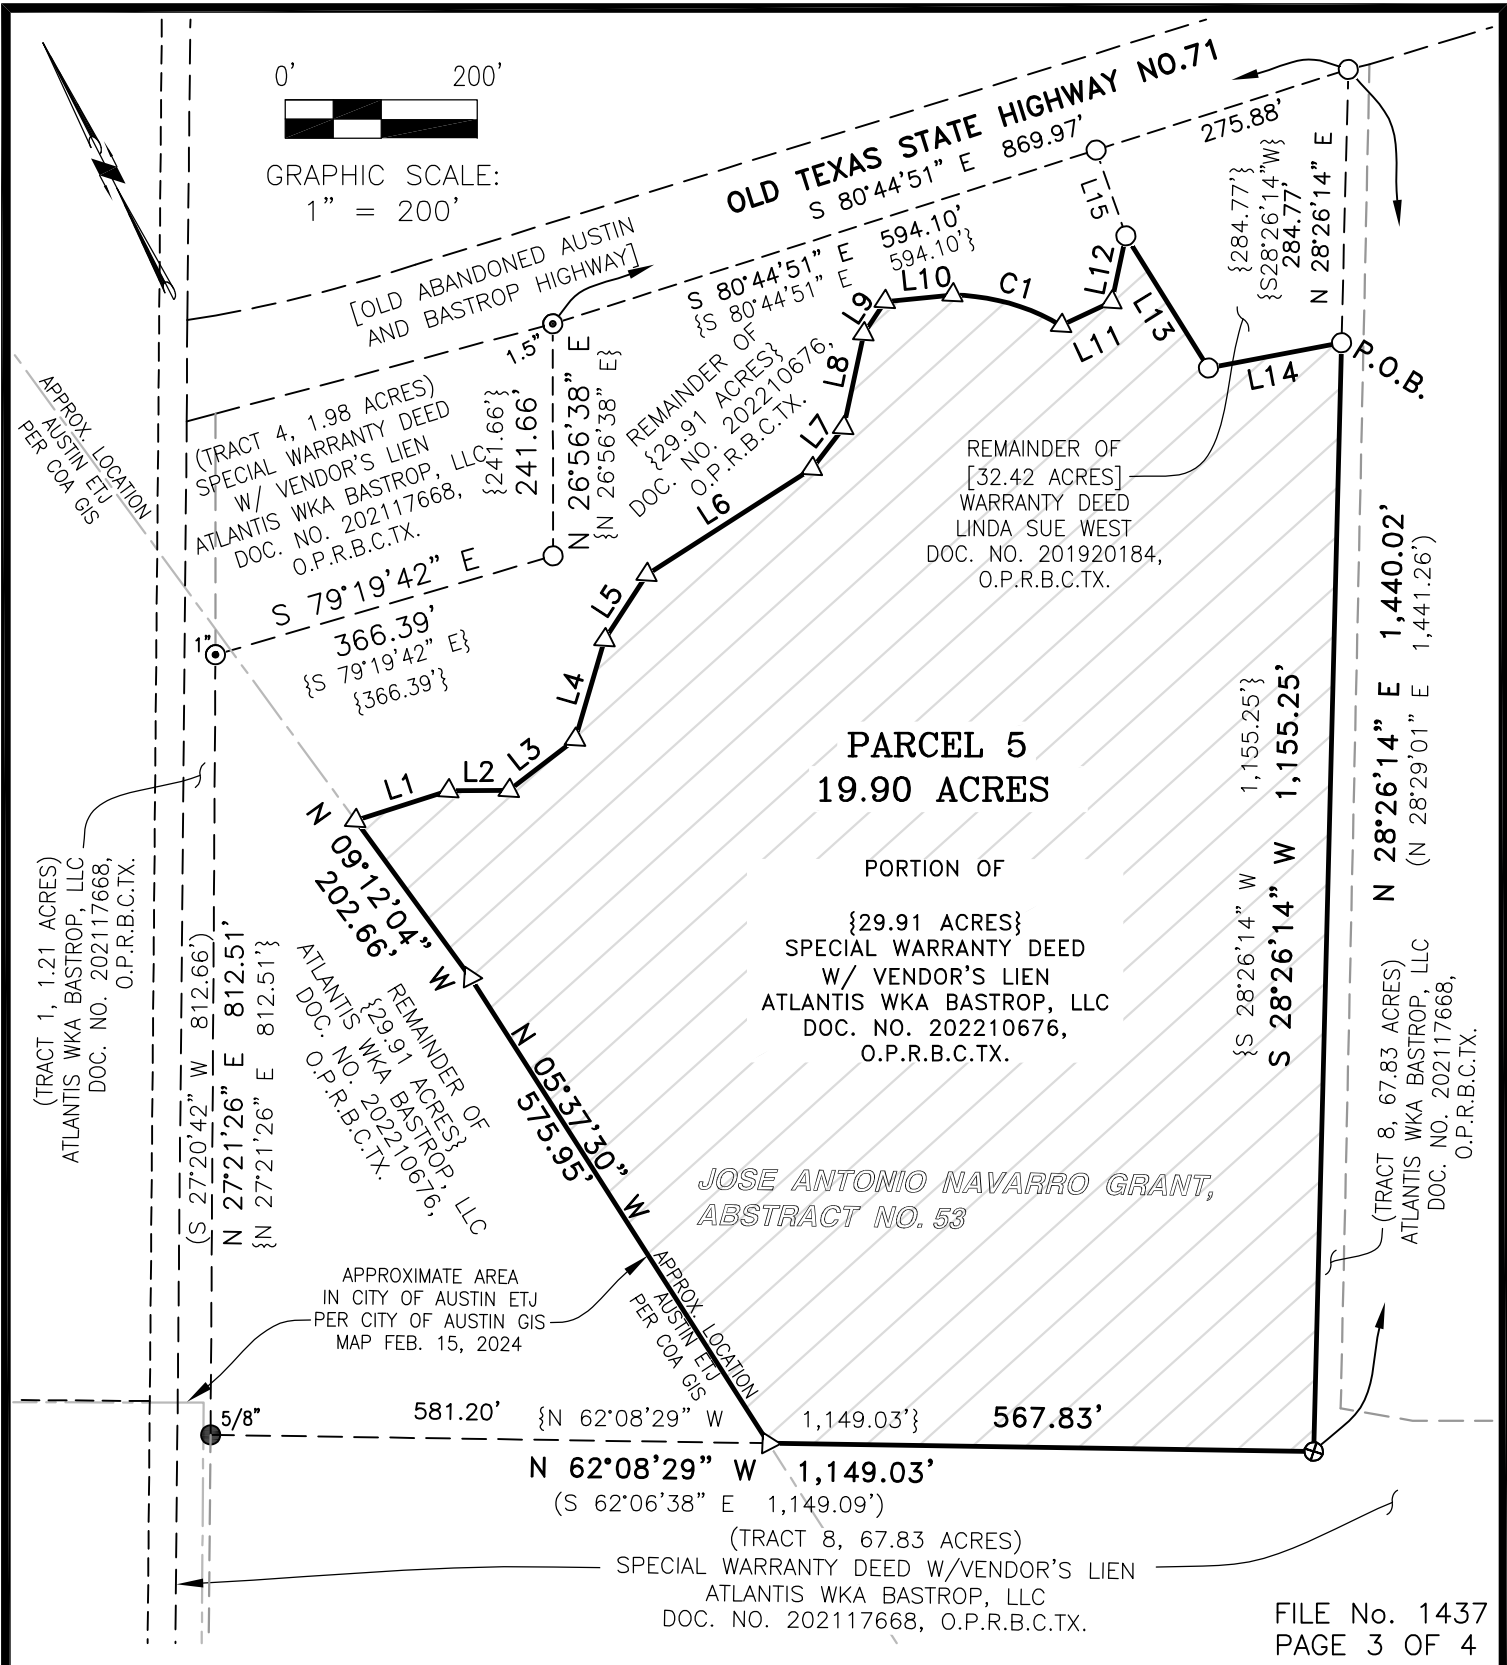 0' 200'
GRAPHIC SCALE:
1" = 200'
N
OLD TEXAS STATE HIGHWAY NO.71
S 80°44'51" E 869.97'
275.88'
[OLD ABANDONED AUSTIN
AND BASTROP HIGHWAY]
S 80°44'51" E 594.10'
{S 80°44'51" E 594.10'}
L15
{284.77'}
{S28°26'14"W}
284.77'
N 28°26'14" E
1.5"
L9
L10
C1
L11
L12
L13
L14
P.O.B.
L8
L7
L6
L5
L4
L3
L2
L1
APPROX. LOCATION
AUSTIN ETJ
PER COA GIS
(TRACT 4, 1.98 ACRES)
SPECIAL WARRANTY DEED
W/ VENDOR'S LIEN
ATLANTIS WKA BASTROP, LLC
DOC. NO. 202117668,
O.P.R.B.C.TX.
{241.66'}
241.66'
N 26°56'38" E
{N 26°56'38" E}
REMAINDER OF
{29.91 ACRES}
DOC. NO. 202210676,
O.P.R.B.C.TX.
REMAINDER OF
[32.42 ACRES]
WARRANTY DEED
LINDA SUE WEST
DOC. NO. 201920184,
O.P.R.B.C.TX.
S 79°19'42" E
366.39'
{S 79°19'42" E}
{366.39'}
1"
PARCEL 5
19.90 ACRES
PORTION OF
{29.91 ACRES}
SPECIAL WARRANTY DEED
W/ VENDOR'S LIEN
ATLANTIS WKA BASTROP, LLC
DOC. NO. 202210676,
O.P.R.B.C.TX.
{S 28°26'14" W 1,155.25'}
S 28°26'14" W 1,155.25'
N 28°26'14" E 1,440.02'
(N 28°29'01" E 1,441.26')
N 09°12'04" W
202.66'
(TRACT 1, 1.21 ACRES)
ATLANTIS WKA BASTROP, LLC
DOC. NO. 202117668,
O.P.R.B.C.TX.
(S 27°20'42" W 812.66')
N 27°21'26" E 812.51'
{N 27°21'26" E 812.51'}
REMAINDER OF
{29.91 ACRES}
ATLANTIS WKA BASTROP, LLC
DOC. NO. 202210676,
O.P.R.B.C.TX.
N 05°37'30" W
575.95'
(TRACT 8, 67.83 ACRES)
ATLANTIS WKA BASTROP, LLC
DOC. NO. 202117668,
O.P.R.B.C.TX.
JOSE ANTONIO NAVARRO GRANT,
ABSTRACT NO. 53
APPROXIMATE AREA
IN CITY OF AUSTIN ETJ
PER CITY OF AUSTIN GIS
MAP FEB. 15, 2024
APPROX. LOCATION
AUSTIN ETJ
PER COA GIS
5/8"
581.20' {N 62°08'29" W 1,149.03'} 567.83'
N 62°08'29" W 1,149.03'
(S 62°06'38" E 1,149.09')
(TRACT 8, 67.83 ACRES)
SPECIAL WARRANTY DEED W/VENDOR'S LIEN
ATLANTIS WKA BASTROP, LLC
DOC. NO. 202117668, O.P.R.B.C.TX.
FILE No. 1437
PAGE 3 OF 4